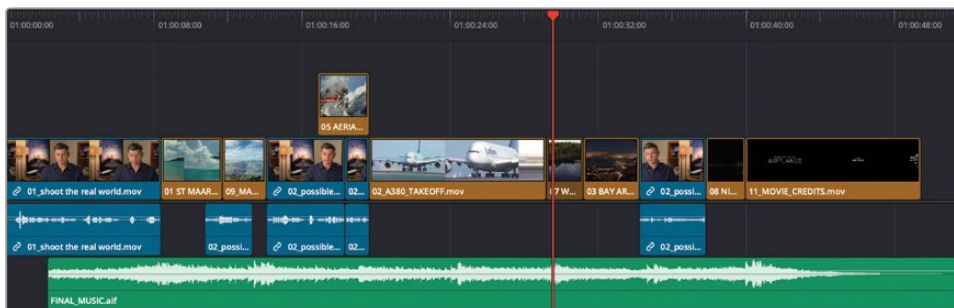 01:00:00:00 01:00:08:00 01:00:16:00 01:00:24:00 01:00:32:00 01:00:40:00 01:00:48:00
05 AERIA...
01_shoot the real world.mov 01 ST MAAR... 09_MA... 02_possible... 02... 02_A380_TAKEOFF.mov 07 W... 03 BAY AR... 02_possi... 08 NI... 11_MOVIE_CREDITS.mov
01_shoot the real world.mov 02_possi... 02_possible... 02... 02_possi...
FINAL_MUSIC.aif